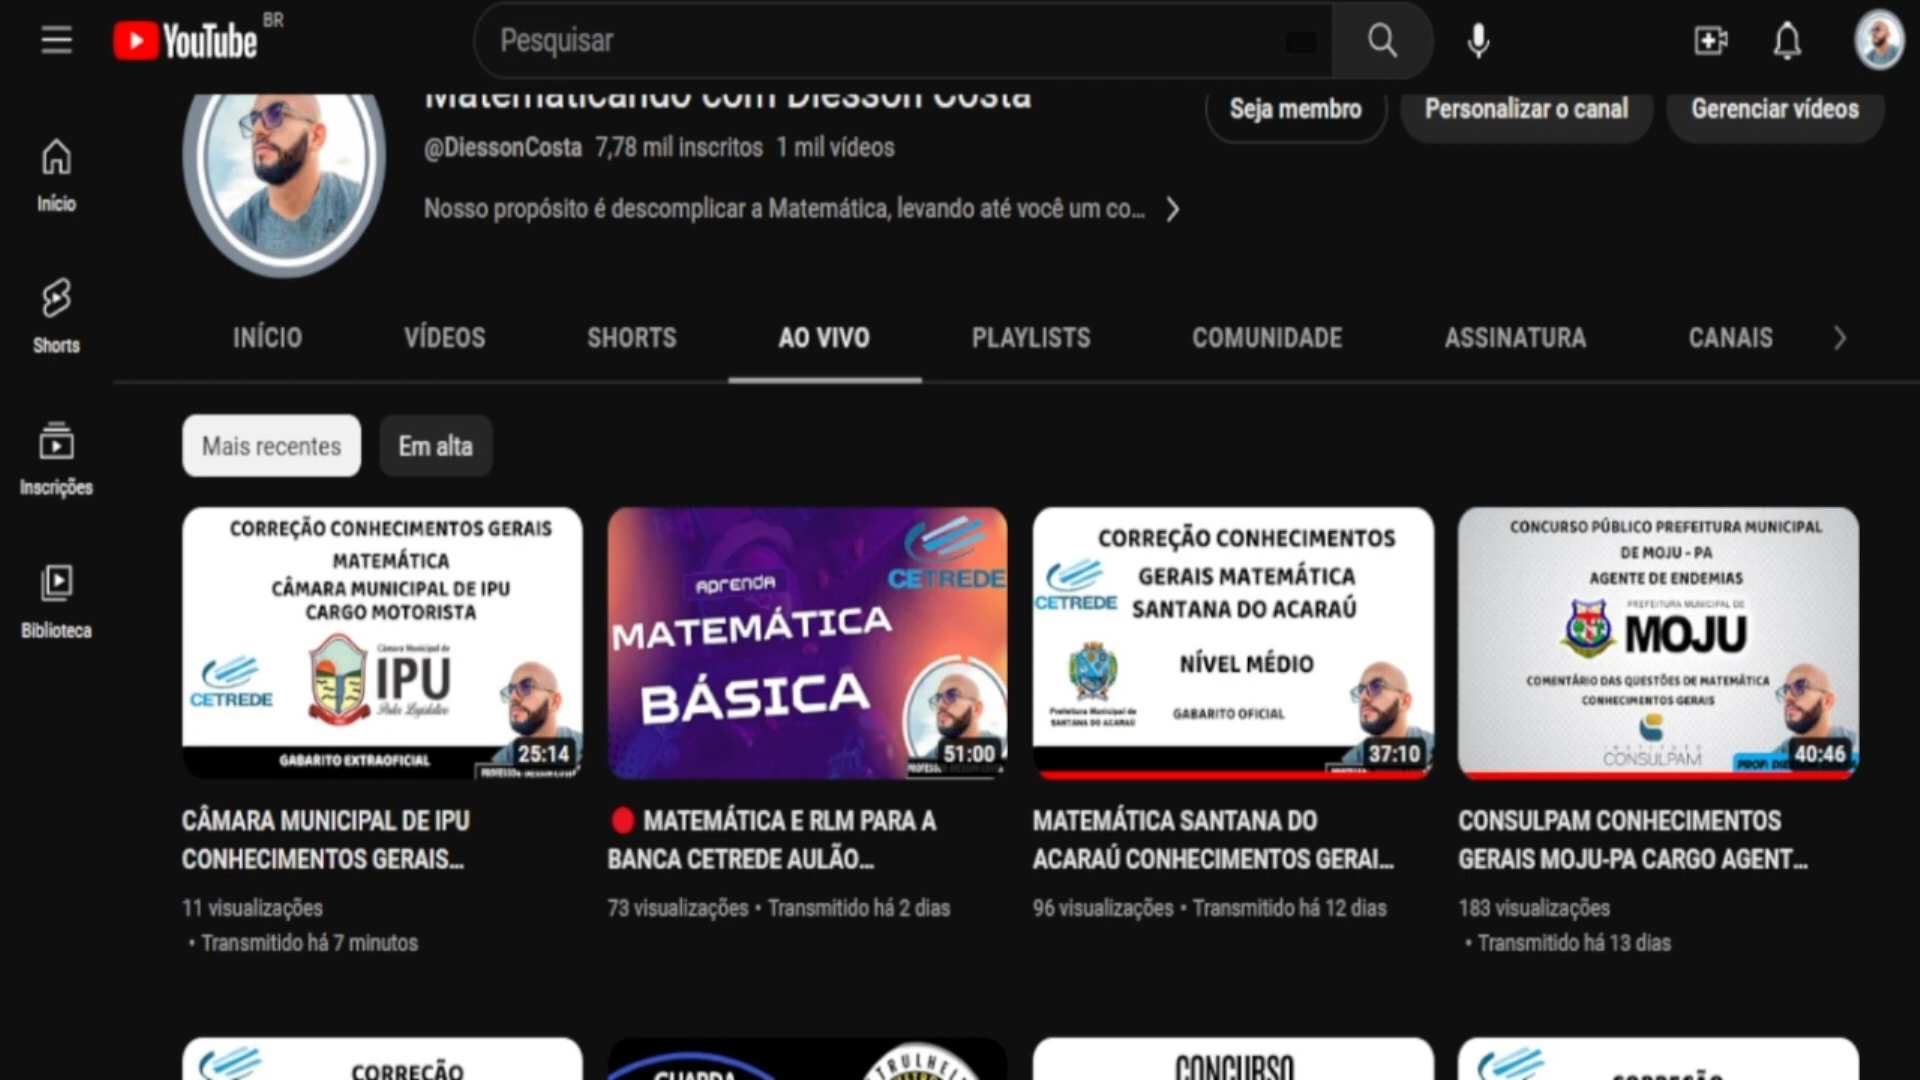 YouTube BR
Pesquisar
Matematicando com Diesson Costa
Seja membro
Personalizar o canal
Gerenciar vídeos
@DiessonCosta 7,78 mil inscritos 1 mil vídeos
Nosso propósito é descomplicar a Matemática, levando até você um co...
Início
Shorts
Inscrições
Biblioteca
INÍCIO
VÍDEOS
SHORTS
AO VIVO
PLAYLISTS
COMUNIDADE
ASSINATURA
CANAIS
Mais recentes
Em alta
CORREÇÃO CONHECIMENTOS GERAIS
MATEMÁTICA
CÂMARA MUNICIPAL DE IPU
CARGO MOTORISTA
CETREDE
Câmara Municipal de
IPU
GABARITO EXTRAOFICIAL
25:14
CÂMARA MUNICIPAL DE IPU
CONHECIMENTOS GERAIS...
11 visualizações
• Transmitido há 7 minutos
CETREDE
APRENDA
MATEMÁTICA
BÁSICA
51:00
MATEMÁTICA E RLM PARA A
BANCA CETREDE AULÃO...
73 visualizações • Transmitido há 2 dias
CORREÇÃO CONHECIMENTOS
GERAIS MATEMÁTICA
SANTANA DO ACARAÚ
CETREDE
NÍVEL MÉDIO
Prefeitura Municipal de
SANTANA DO ACARAÚ
GABARITO OFICIAL
37:10
MATEMÁTICA SANTANA DO
ACARAÚ CONHECIMENTOS GERAI...
96 visualizações • Transmitido há 12 dias
CONCURSO PÚBLICO PREFEITURA MUNICIPAL
DE MOJU - PA
AGENTE DE ENDEMIAS
PREFEITURA MUNICIPAL DE
MOJU
COMENTÁRIO DAS QUESTÕES DE MATEMÁTICA
CONHECIMENTOS GERAIS
CONSULPAM
PROF:
40:46
CONSULPAM CONHECIMENTOS
GERAIS MOJU-PA CARGO AGENT...
183 visualizações
• Transmitido há 13 dias
CORREÇÃO
GUARDA
CONCURSO
CORREÇÃO